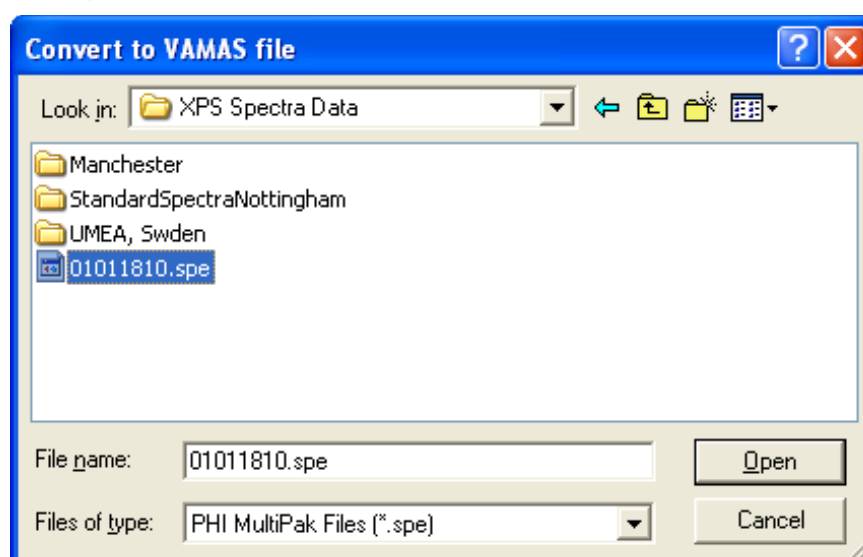 Convert to VAMAS file
Look in: XPS Spectra Data
Manchester
StandardSpectraNottingham
UMEA, Swden
01011810.spe
File name: 01011810.spe Open
Files of type: PHI MultiPak Files (*.spe) Cancel